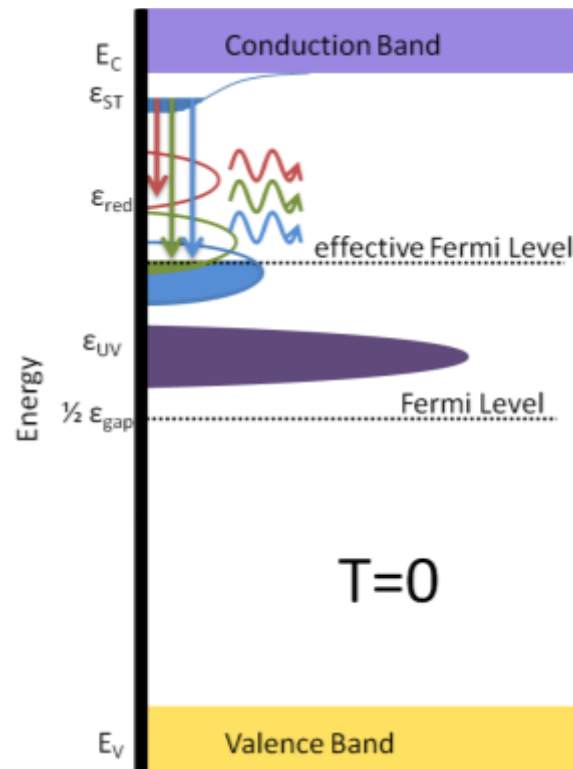 Conduction Band
E_C
ε_ST
ε_red
effective Fermi Level
ε_UV
Fermi Level
½ ε_gap
Energy
T=0
E_V
Valence Band